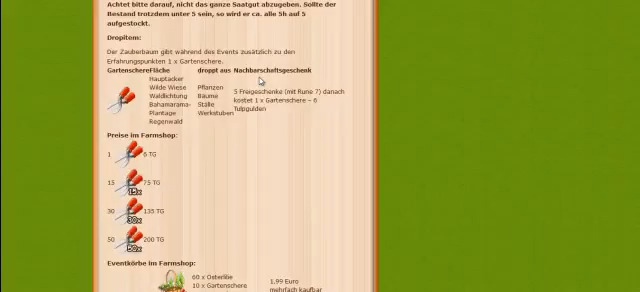 Achtet bitte darauf, nicht das ganze Saatgut abzugeben. Sollte der
Bestand trotzdem unter 5 sein, so wird er ca. alle 5h auf 5
aufgestockt.
Dropitem:
Der Zauberbaum gibt während des Events zusätzlich zu den
Erfahrungspunkten 1 x Gartenschere.
Gartenschere Fläche droppt aus Nachbarschaftsgeschenk
Hauptacker
Wilde Wiese Pflanzen
Waldlichtung Bäume
Bahamarama- Ställe
Plantage Werkstuben
Regenwald
5 Freigeschenke (mit Rune 7) danach
kostet 1 x Gartenschere – 6
Tulpgulden
Preise im Farmshop:
1 6 TG
15 15x 75 TG
30 30x 135 TG
50 50x 200 TG
Eventkörbe im Farmshop:
60 x Osterlilie
10 x Gartenschere
1,99 Euro
mehrfach kaufbar